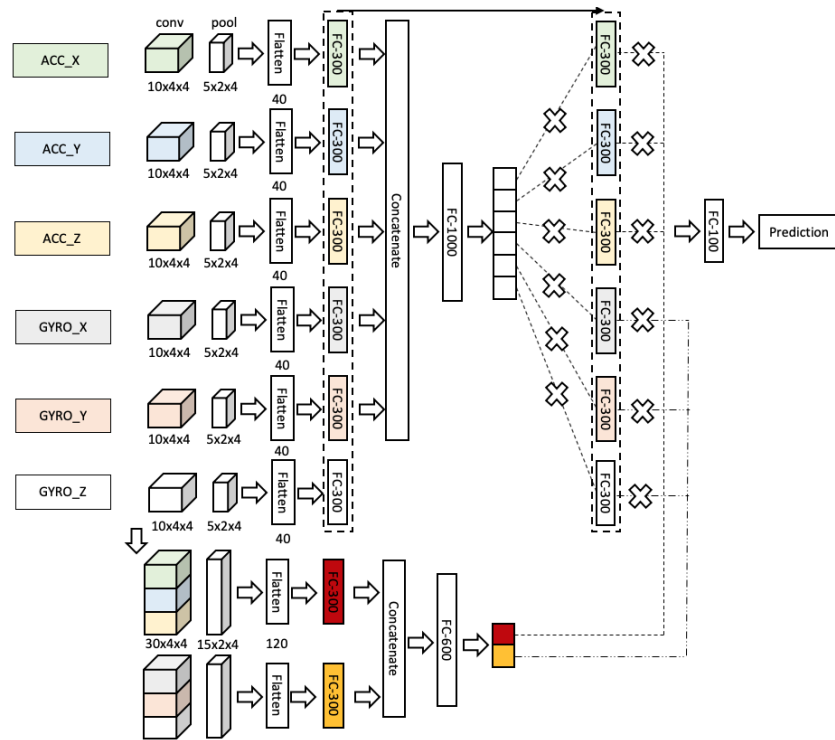 conv pool
ACC_X
10x4x4 5x2x4
Flatten
40
FC-300
FC-300
ACC_Y
10x4x4 5x2x4
Flatten
40
FC-300
FC-300
ACC_Z
10x4x4 5x2x4
Flatten
40
FC-300
Concatenate
FC-1000
FC-300
FC-100
Prediction
GYRO_X
10x4x4 5x2x4
Flatten
40
FC-300
FC-300
GYRO_Y
10x4x4 5x2x4
Flatten
40
FC-300
FC-300
GYRO_Z
10x4x4 5x2x4
Flatten
40
FC-300
FC-300
30x4x4 15x2x4
Flatten
120
FC-300
Concatenate
FC-600
Flatten
FC-300